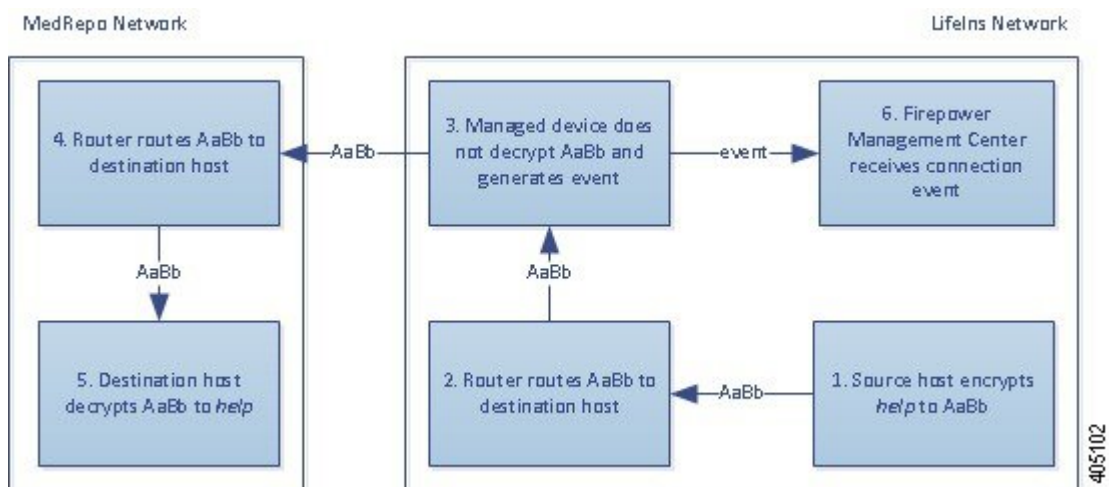 MedRepo Network
LifeIns Network
4. Router routes AaBb to
destination host
AaBb
3. Managed device does
not decrypt AaBb and
generates event
event
6. Firepower
Management Center
receives connection
event
AaBb
AaBb
5. Destination host
decrypts AaBb to help
2. Router routes AaBb to
destination host
AaBb
1. Source host encrypts
help to AaBb
405102